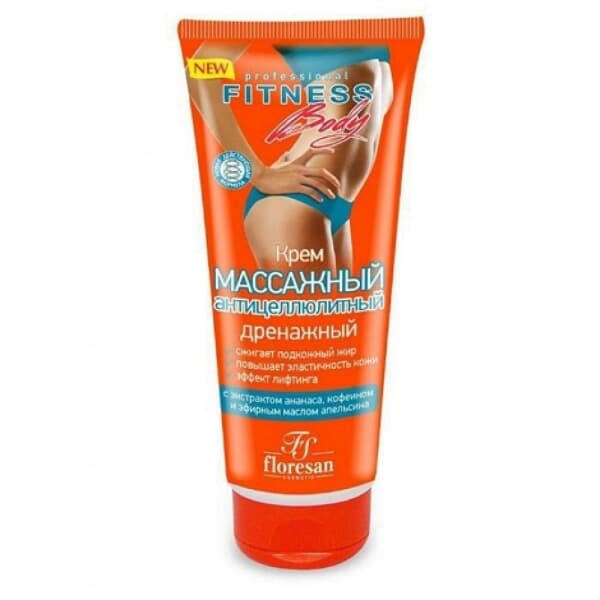 NEW
professional
FITNESS
Body
Крем
МАССАЖНЫЙ
антицеллюлитный
дренажный
сжигает подкожный жир
повышает эластичность кожи
эффект лифтинга
с экстрактом ананаса, кофеином
и эфирным маслом апельсина
FS
floresan
COSMETIC